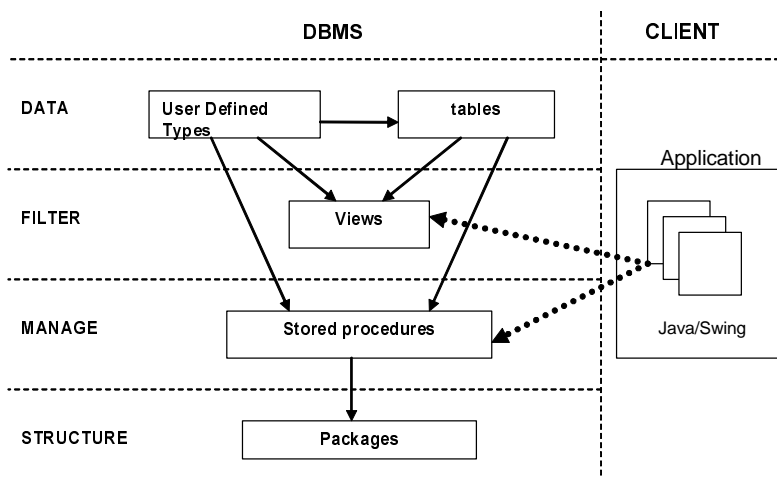 DBMS
CLIENT
DATA
User Defined
Types
tables
Application
FILTER
Views
MANAGE
Stored procedures
Java/Swing
STRUCTURE
Packages